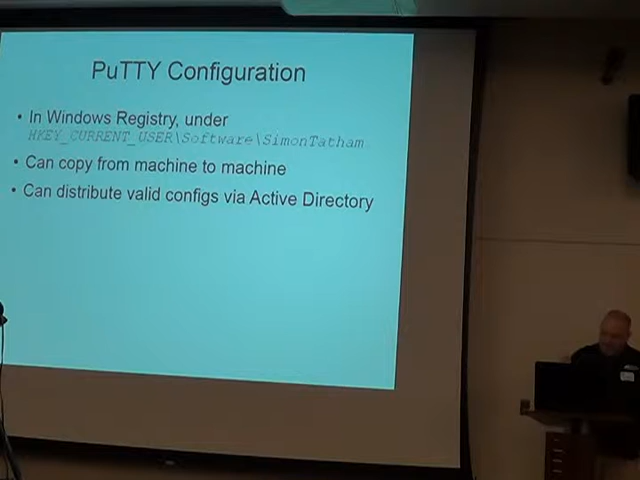 PuTTY Configuration
• In Windows Registry, under
HKEY_CURRENT_USER\Software\SimonTatham
• Can copy from machine to machine
• Can distribute valid configs via Active Directory